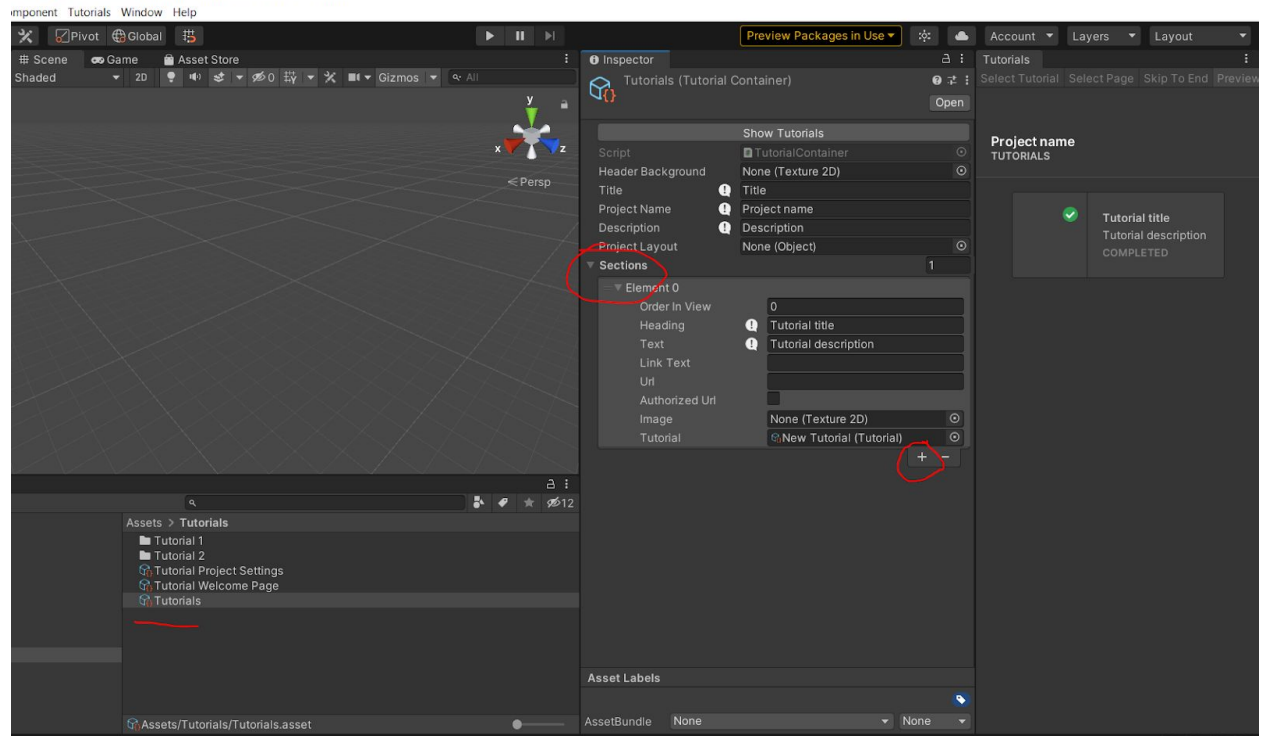 omponent Tutorials Window Help
Pivot Global Preview Packages in Use Account Layers Layout
Scene Game Asset Store
Shaded 2D 0 Gizmos All
y
x z
Persp
Inspector
Tutorials (Tutorial Container)
Open
Show Tutorials
Script TutorialContainer
Header Background None (Texture 2D)
Title Title
Project Name Project name
Description Description
Project Layout None (Object)
Sections 1
Element 0
Order In View 0
Heading Tutorial title
Text Tutorial description
Link Text
Url
Authorized Url
Image None (Texture 2D)
Tutorial New Tutorial (Tutorial)
+ −
Asset Labels
AssetBundle None None
Tutorials
Select Tutorial Select Page Skip To End Preview
Project name
TUTORIALS
Tutorial title
Tutorial description
COMPLETED
12
Assets > Tutorials
Tutorial 1
Tutorial 2
Tutorial Project Settings
Tutorial Welcome Page
Tutorials
Assets/Tutorials/Tutorials.asset